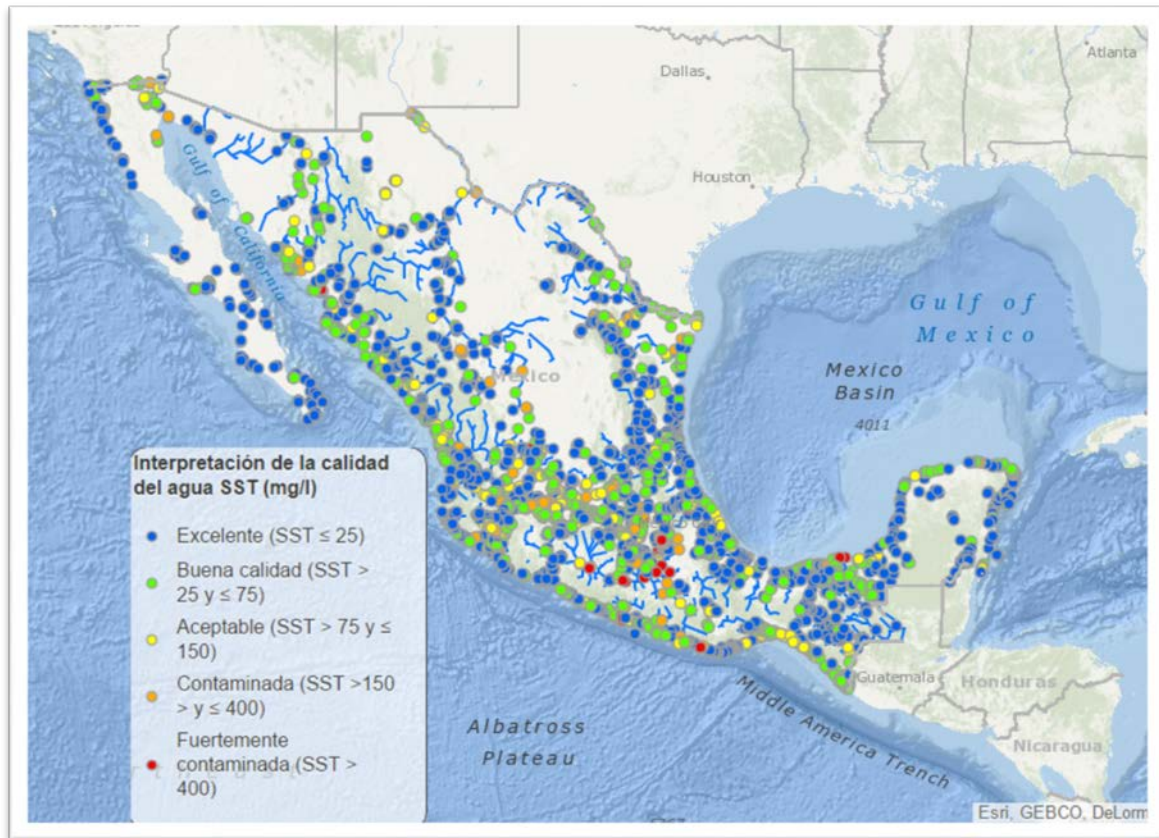 Dallas
Atlanta
Houston
Gulf of
California
Gulf of
Mexico
Mexico
Basin
4011
México
Interpretación de la calidad
del agua SST (mg/l)
Excelente (SST ≤ 25)
Buena calidad (SST >
25 y ≤ 75)
Aceptable (SST > 75 y ≤
150)
Contaminada (SST >150
> y ≤ 400)
Fuertemente
contaminada (SST >
400)
Guatemala
Honduras
Nicaragua
Albatross
Plateau
Middle America Trench
Esri, GEBCO, DeLorm